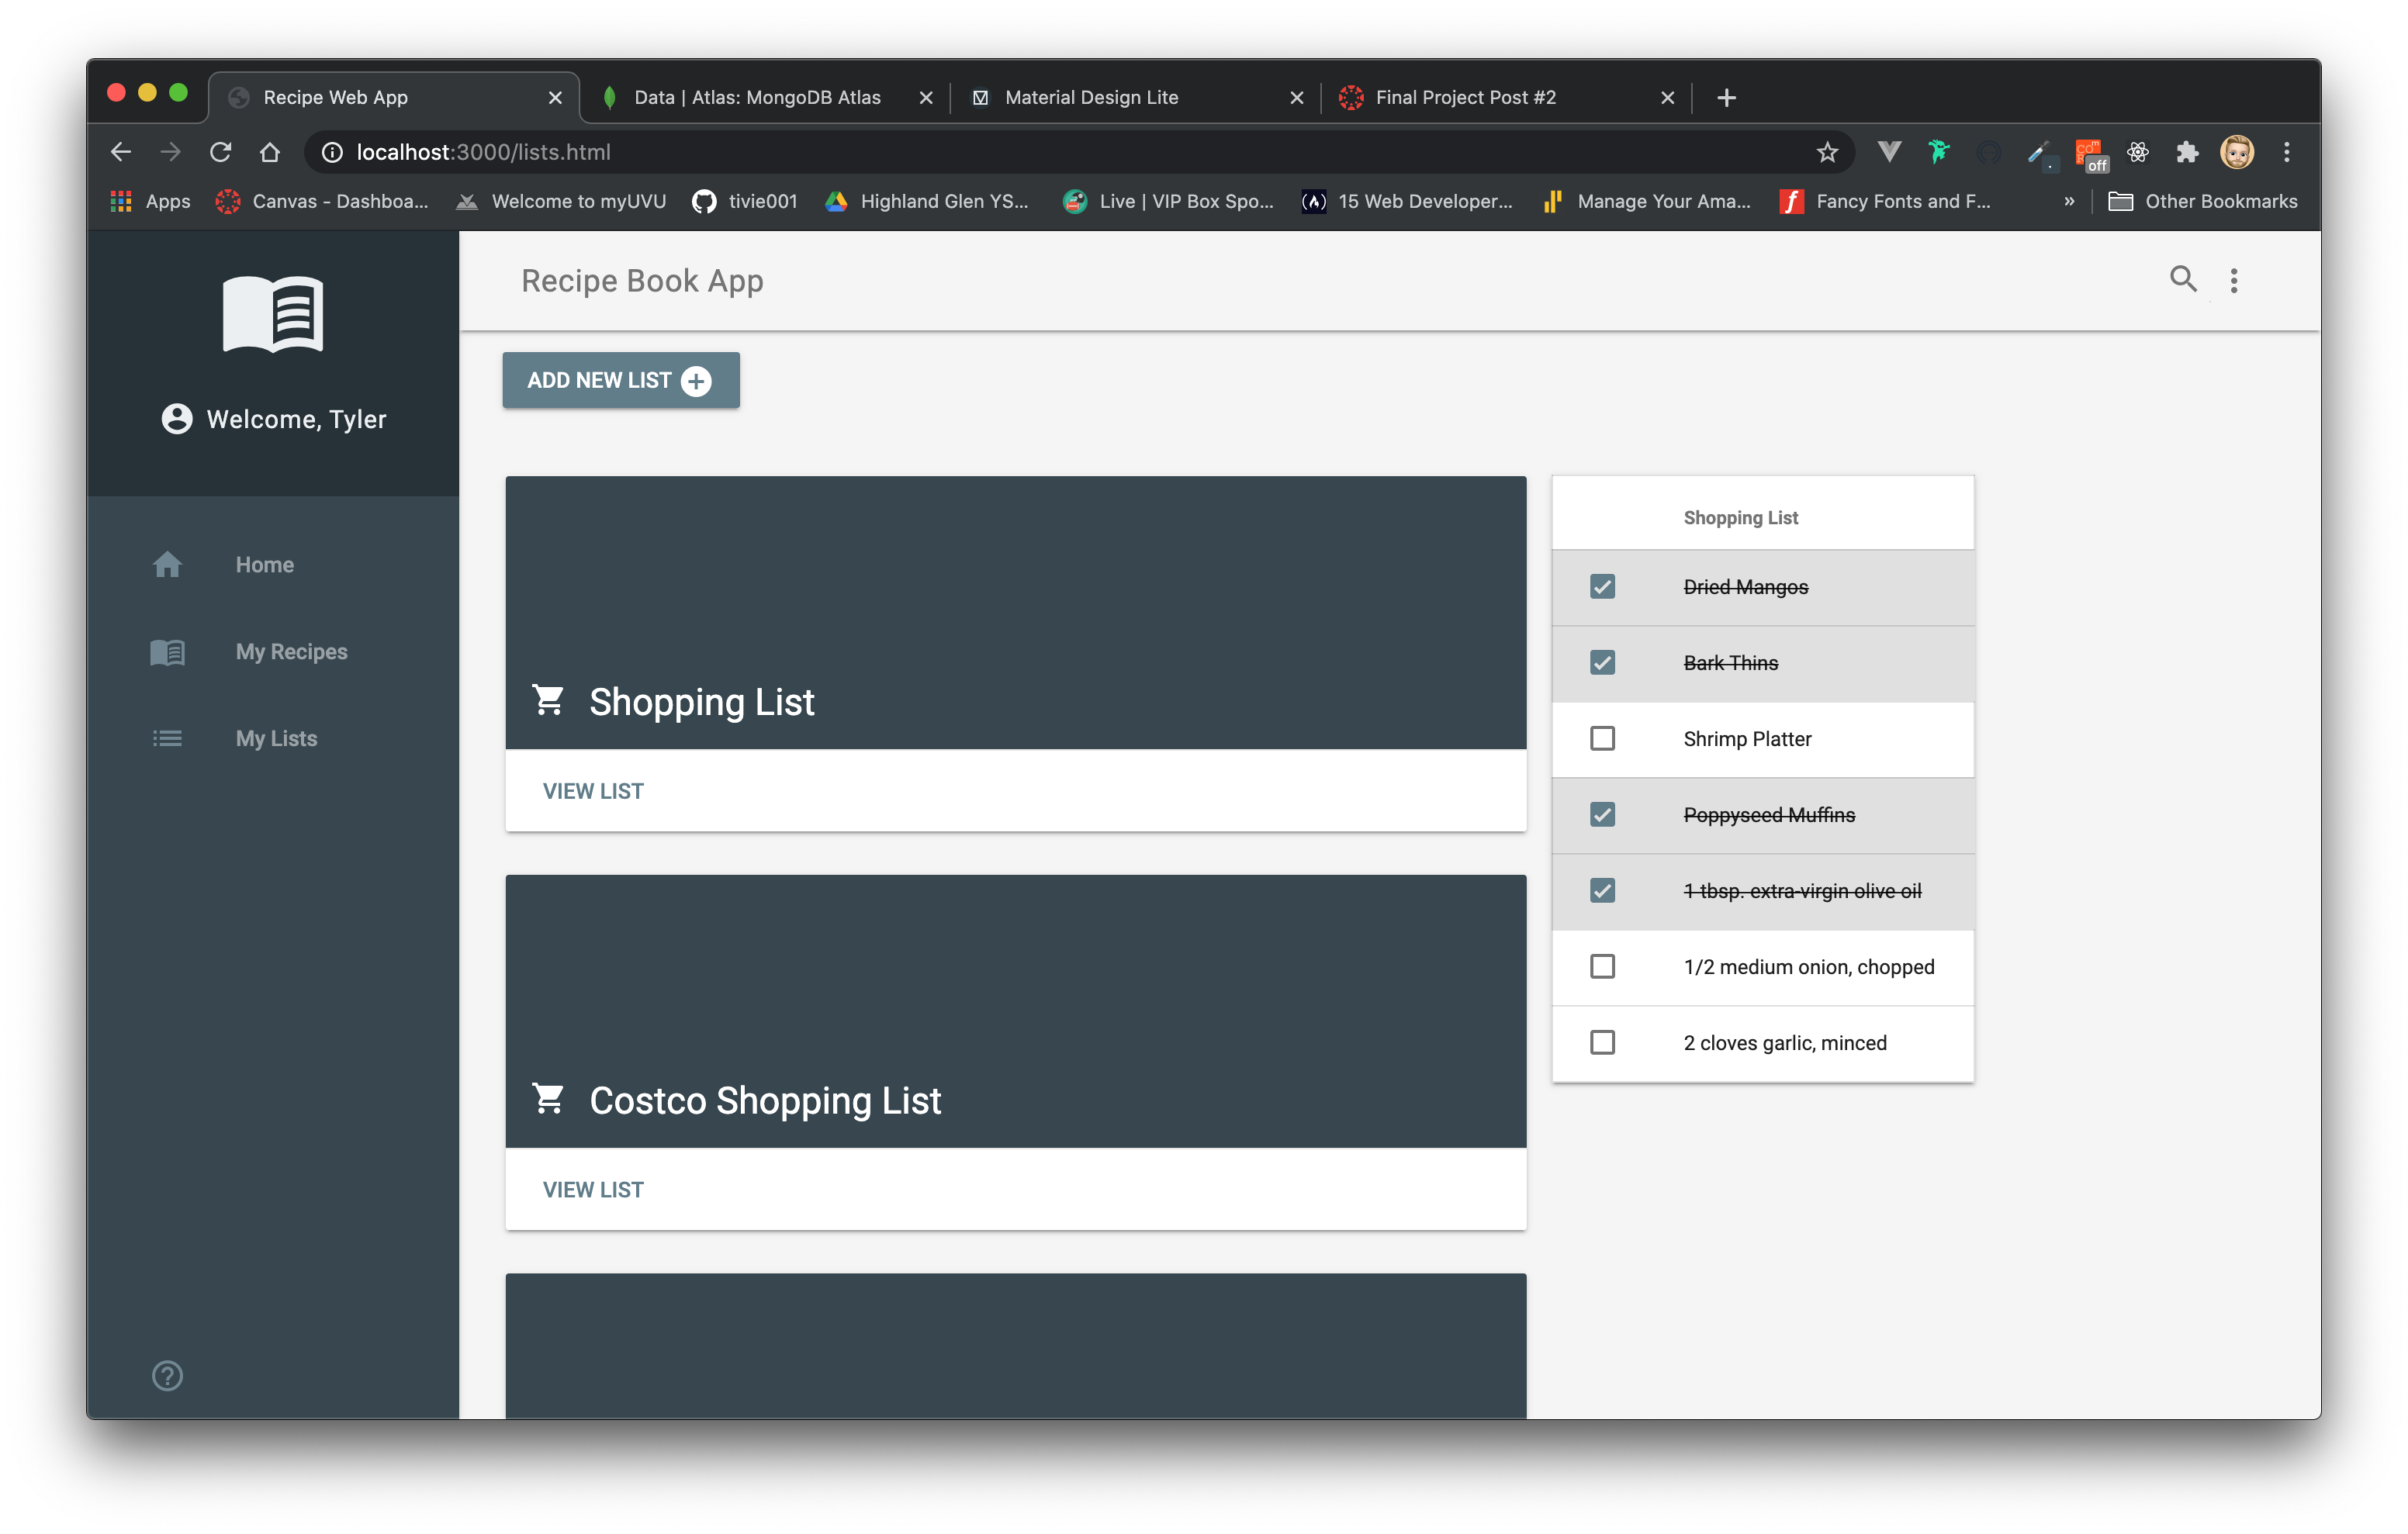 Recipe Web App
Data | Atlas: MongoDB Atlas
Material Design Lite
Final Project Post #2
localhost:3000/lists.html
off
Apps
Canvas - Dashboa...
Welcome to myUVU
tivie001
Highland Glen YS...
Live | VIP Box Spo...
15 Web Developer...
Manage Your Ama...
Fancy Fonts and F...
»
Other Bookmarks
Recipe Book App
Welcome, Tyler
Home
My Recipes
My Lists
ADD NEW LIST
Shopping List
VIEW LIST
Costco Shopping List
VIEW LIST
Shopping List
Dried Mangos
Bark Thins
Shrimp Platter
Poppyseed Muffins
1 tbsp. extra-virgin olive oil
1/2 medium onion, chopped
2 cloves garlic, minced